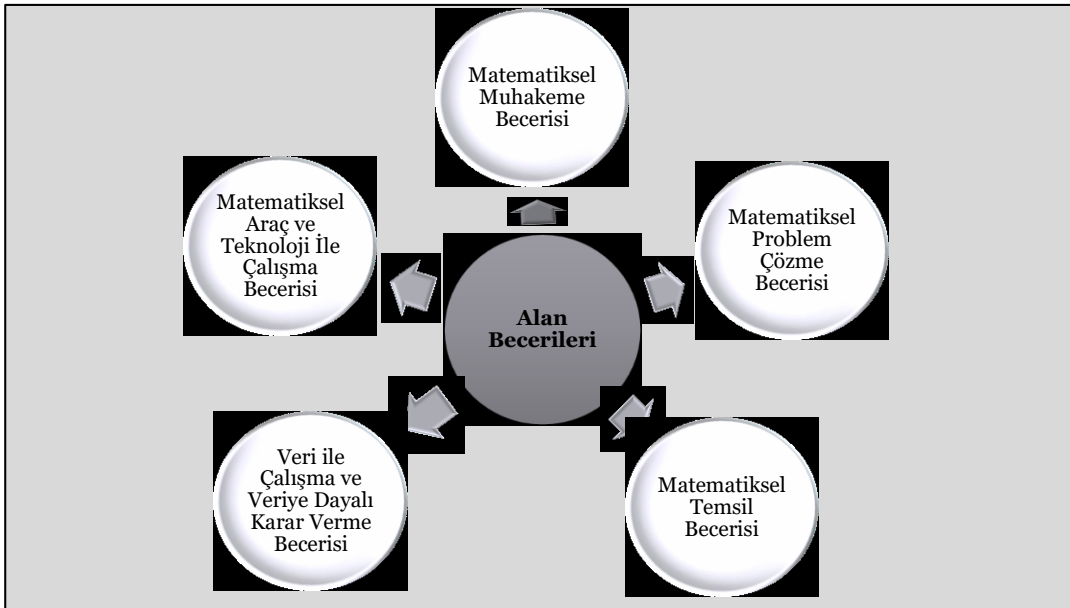 Matematiksel
Muhakeme
Becerisi
Matematiksel
Araç ve
Teknoloji İle
Çalışma
Becerisi
Matematiksel
Problem
Çözme
Becerisi
Alan
Becerileri
Veri ile
Çalışma ve
Veriye Dayalı
Karar Verme
Becerisi
Matematiksel
Temsil
Becerisi